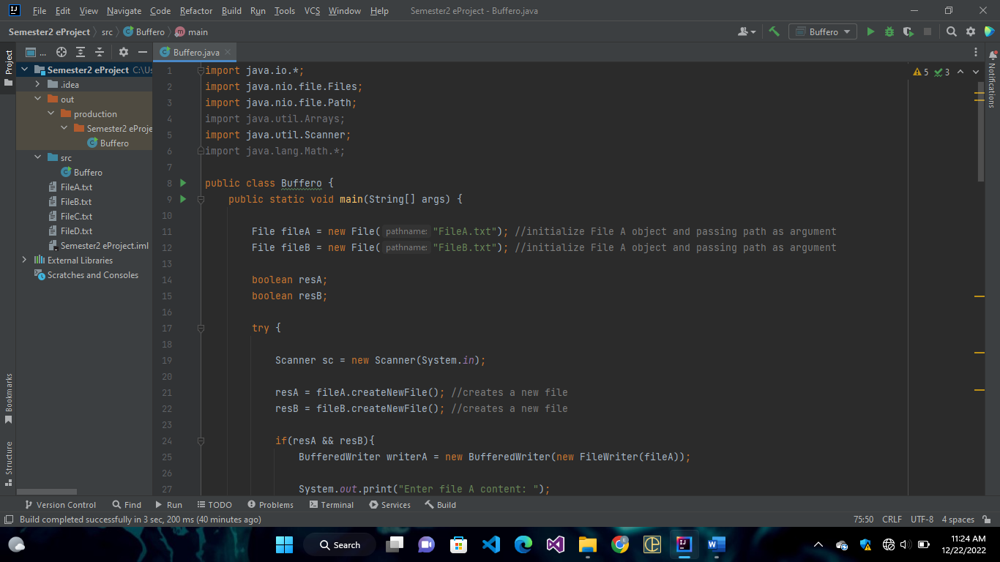 File Edit View Navigate Code Refactor Build Run Tools VCS Window Help Semester2 eProject - Buffero.java
Semester2 eProject src Buffero main Buffero
Project
...
Buffero.java
Semester2 eProject C:\Us
.idea
out
production
Semester2 eProje
Buffero
src
Buffero
FileA.txt
FileB.txt
FileC.txt
FileD.txt
Semester2 eProject.iml
External Libraries
Scratches and Consoles
Bookmarks
Structure
5 3
Notifications
1 import java.io.*;
2 import java.nio.file.Files;
3 import java.nio.file.Path;
4 import java.util.Arrays;
5 import java.util.Scanner;
6 import java.lang.Math.*;
7
8 public class Buffero {
9 public static void main(String[] args) {
10
11 File fileA = new File( pathname: "FileA.txt"); //initialize File A object and passing path as argument
12 File fileB = new File( pathname: "FileB.txt"); //initialize File A object and passing path as argument
13
14 boolean resA;
15 boolean resB;
16
17 try {
18
19 Scanner sc = new Scanner(System.in);
20
21 resA = fileA.createNewFile(); //creates a new file
22 resB = fileB.createNewFile(); //creates a new file
23
24 if(resA && resB){
25 BufferedWriter writerA = new BufferedWriter(new FileWriter(fileA));
26
27 System.out.print("Enter file A content: ");
Version Control Find Run TODO Problems Terminal Services Build
Build completed successfully in 3 sec, 200 ms (40 minutes ago) 75:50 CRLF UTF-8 4 spaces
Search
11:24 AM
12/22/2022